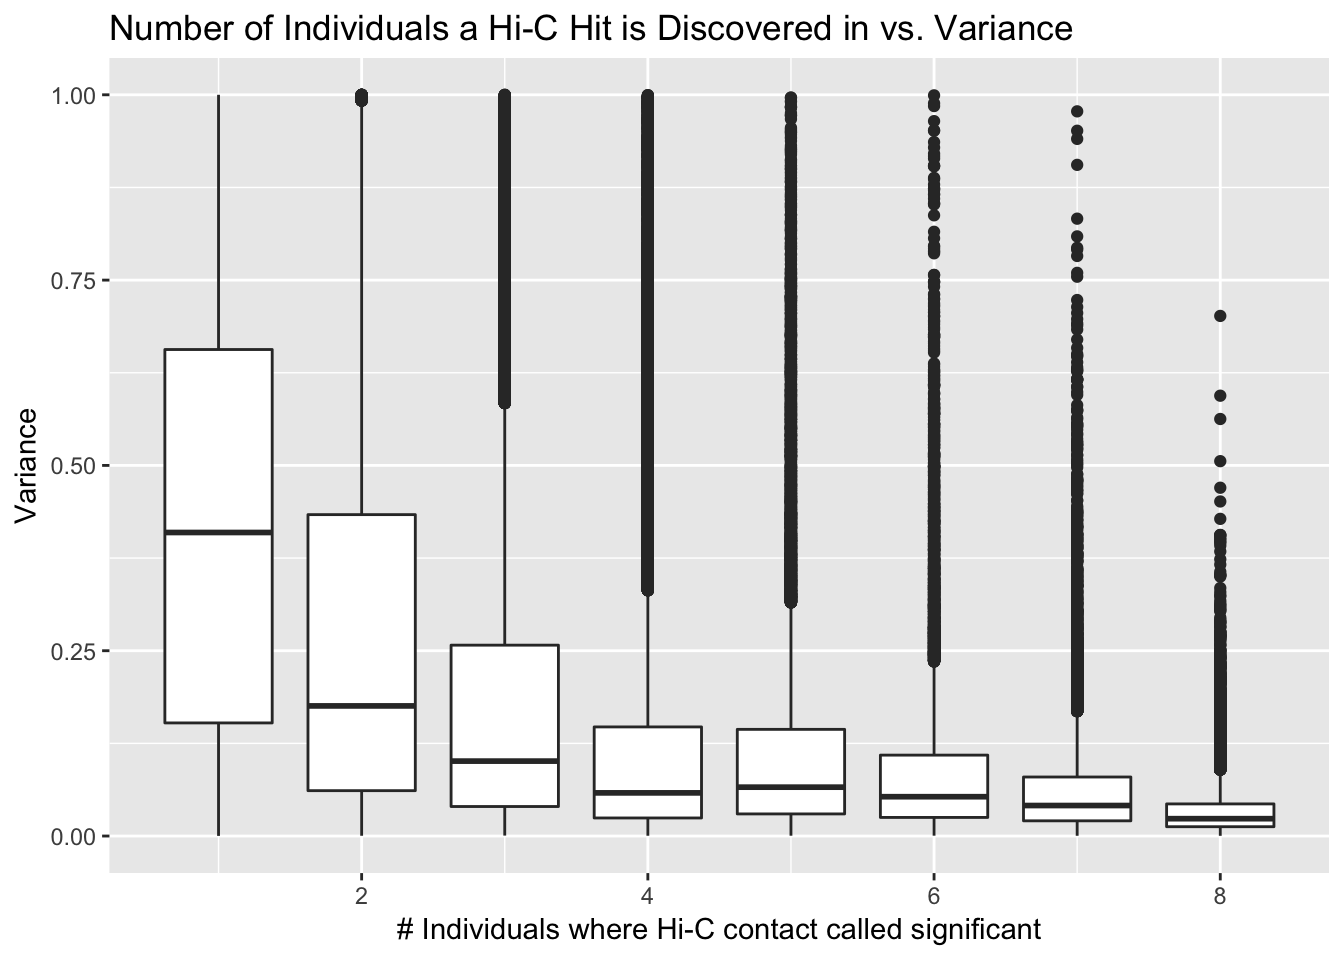 Number of Individuals a Hi-C Hit is Discovered in vs. Variance
1.00
0.75
0.50
0.25
0.00
Variance
2 4 6 8
# Individuals where Hi-C contact called significant